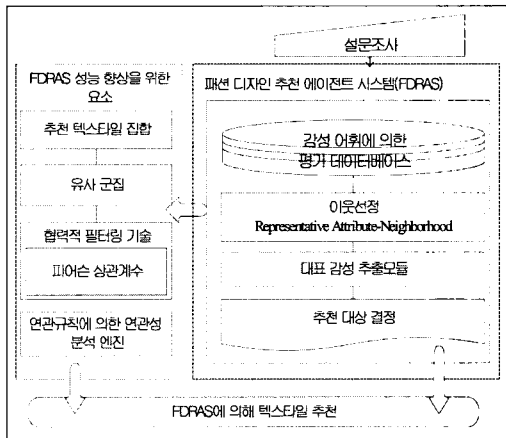 설문조사
FDRAS 성능 향상을 위한
요소
추천 텍스타일 집합
유사 군집
협력적 필터링 기술
피어슨 상관계수
연관규칙에 의한 연관성
분석 엔진
패션 디자인 추천 에이전트 시스템(FDRAS)
감성 어휘에 의한
평가 데이터베이스
이웃선정
Representative Attribute-Neighborhood
대표 감성 추출모듈
추천 대상 결정
FDRAS에 의해 텍스타일 추천